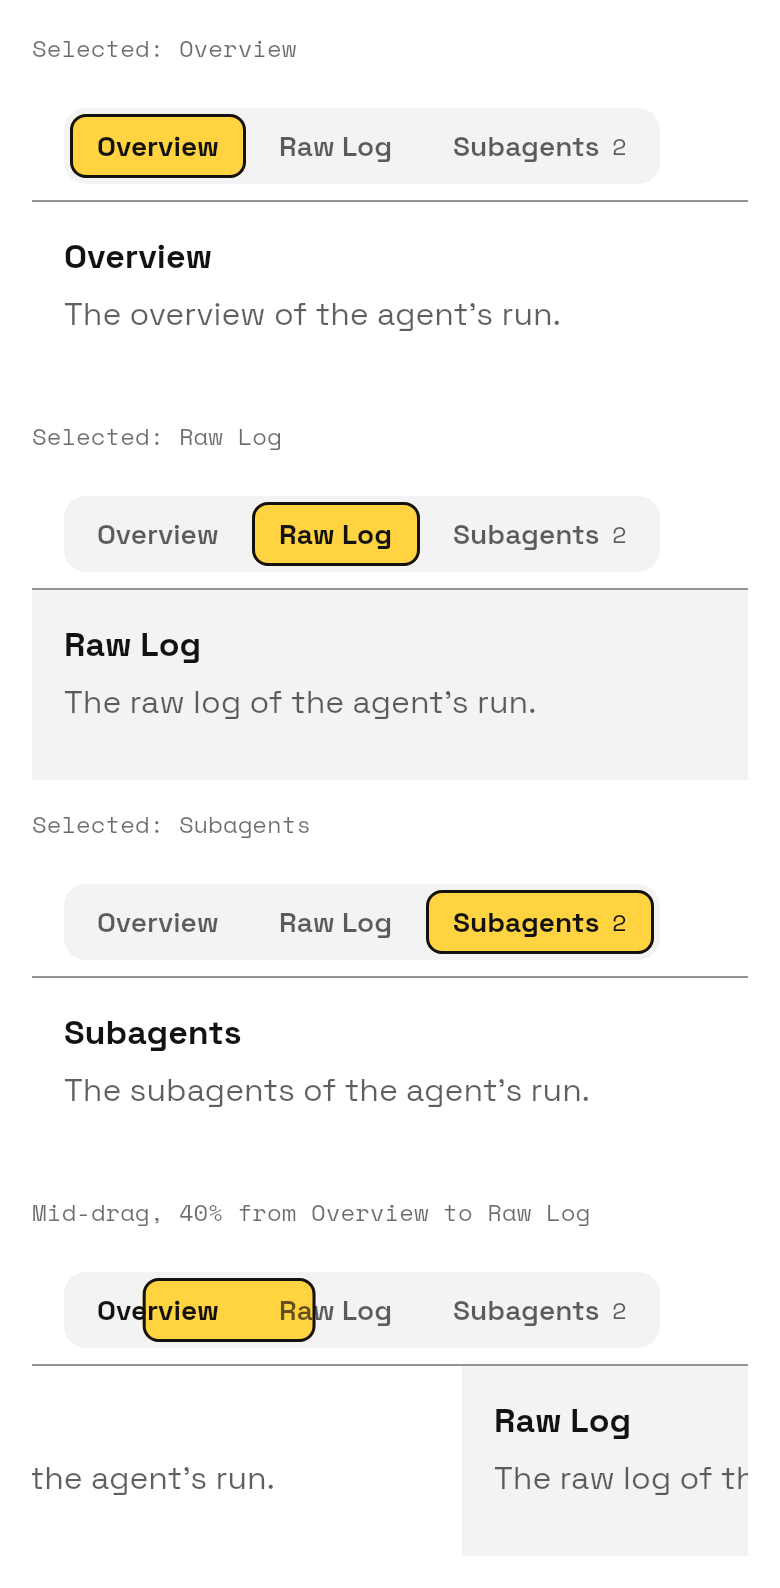 Selected: Overview
Overview Raw Log Subagents 2
Overview
The overview of the agent’s run.
Selected: Raw Log
Overview Raw Log Subagents 2
Raw Log
The raw log of the agent’s run.
Selected: Subagents
Overview Raw Log Subagents 2
Subagents
The subagents of the agent’s run.
Mid-drag, 40% from Overview to Raw Log
Overview Raw Log Subagents 2
Raw Log
the agent’s run. The raw log of th